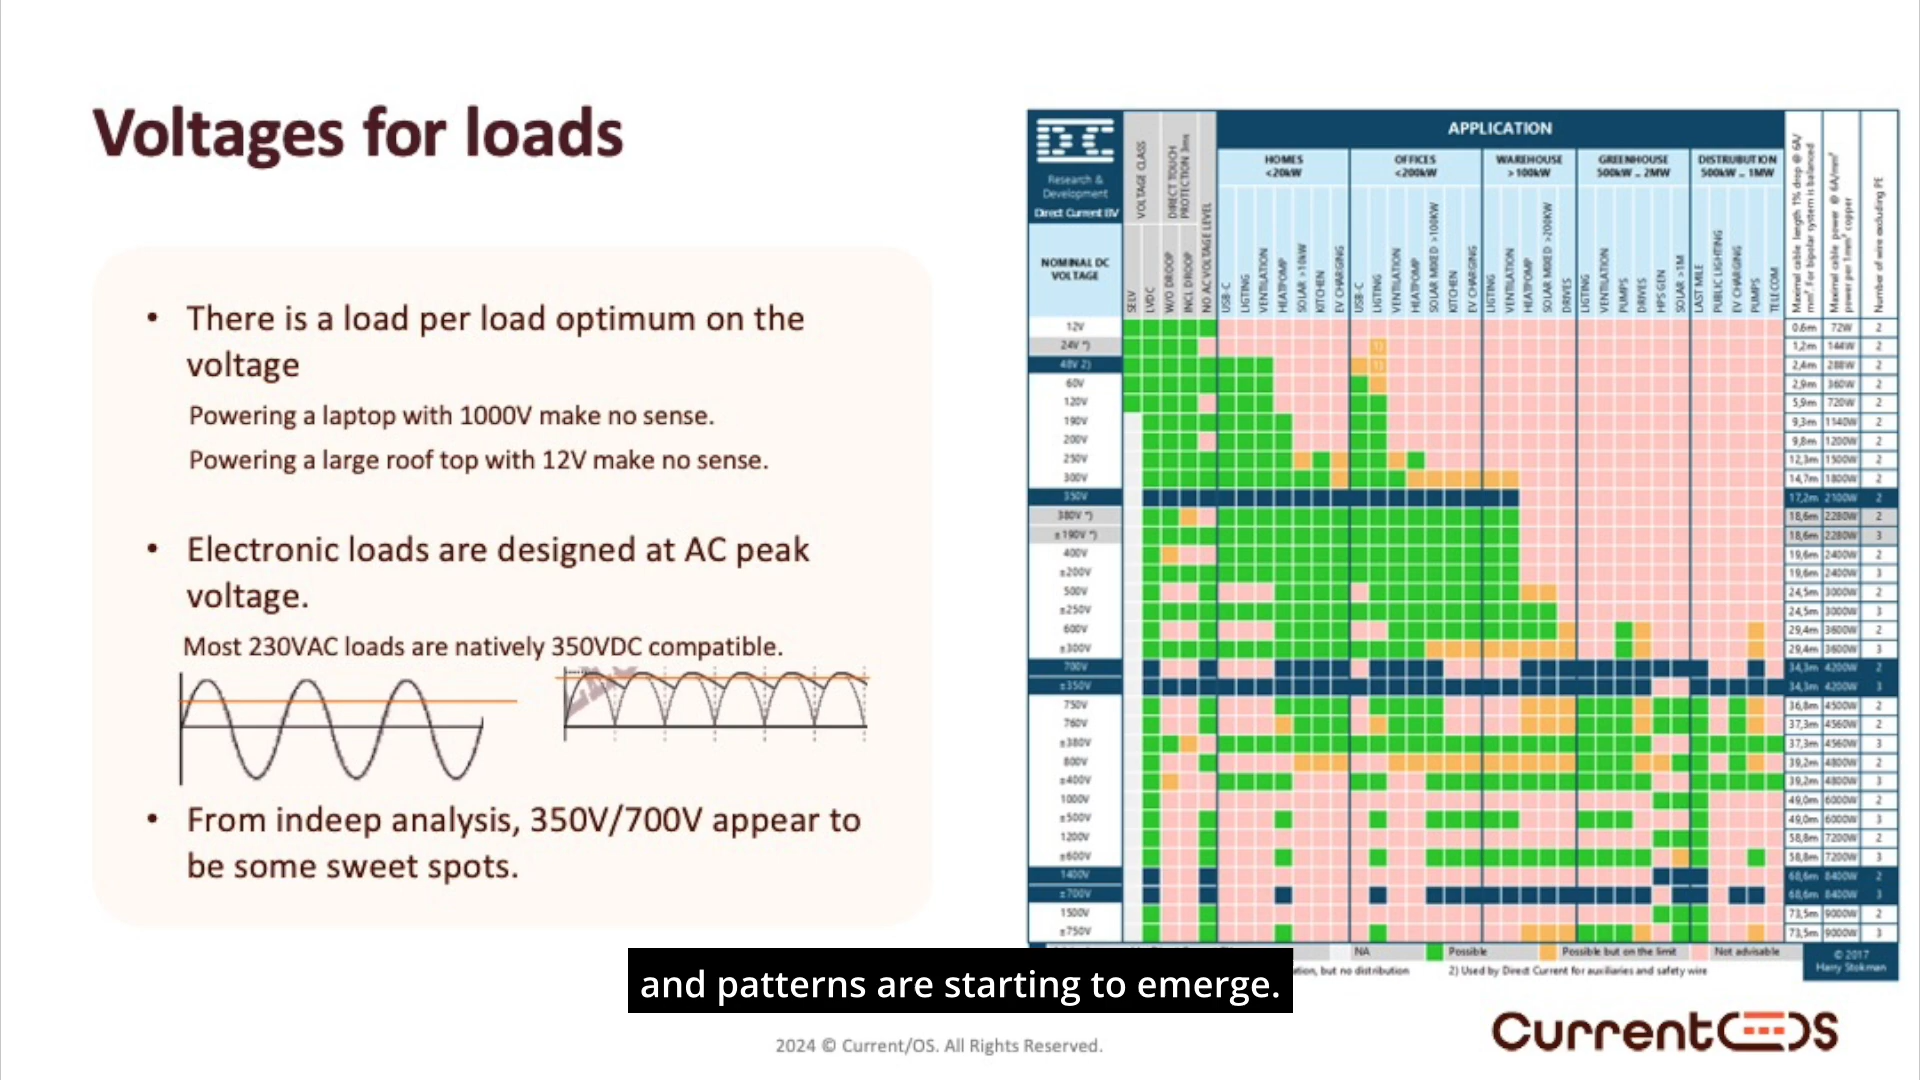 Voltages for loads
• There is a load per load optimum on the
voltage
Powering a laptop with 1000V make no sense.
Powering a large roof top with 12V make no sense.
• Electronic loads are designed at AC peak
voltage.
Most 230VAC loads are natively 350VDC compatible.
• From indeep analysis, 350V/700V appear to
be some sweet spots.
DC
Research &
Development
Direct Current BV
NOMINAL DC
VOLTAGE
VOLTAGE CLASS
DIRECT TOUCH
PROTECTION 3ms
SELV
LVDC
W/O DROOP
INCL DROOP
NO AC VOLTAGE LEVEL
APPLICATION
HOMES
<20kW
OFFICES
<200kW
WAREHOUSE
>100kW
GREENHOUSE
500kW .. 2MW
DISTRUBUTION
500kW .. 1MW
USB-C
LIGTING
VENTILATION
HEATPOMP
SOLAR >10kW
KITCHEN
EV CHARGING
USB-C
LIGTING
VENTILATION
HEATPOMP
SOLAR MIXED >100KW
KITCHEN
EV CHARGING
LIGTING
VENTILATION
HEATPOMP
SOLAR MIXED >200KW
DRIVES
LIGTING
VENTILATION
PUMPS
DRIVES
HPS GEN
SOLAR >1M
LAST MILE
PUBLIC LIGHTING
EV CHARGING
PUMPS
TELECOM
Maximal cable length 1% drop @ 6A/
mm². For bipolar system is balanced
Maximal cable power @ 6A/mm²
power per 1mm² copper
Number of wire excluding PE
12V 0.6m 72W 2
24V *) 1) 1,2m 144W 2
48V 2) 1) 2,4m 288W 2
60V 2,9m 360W 2
120V 5,9m 720W 2
190V 9,3m 1140W 2
200V 9,8m 1200W 2
250V 12,3m 1500W 2
300V 14,7m 1800W 2
350V 17,2m 2100W 2
380V *) 18,6m 2280W 2
±190V *) 18,6m 2280W 3
400V 19,6m 2400W 2
±200V 19,6m 2400W 3
500V 24,5m 3000W 2
±250V 24,5m 3000W 3
600V 29,4m 3600W 2
±300V 29,4m 3600W 3
700V 34,3m 4200W 2
±350V 34,3m 4200W 3
750V 36,8m 4500W 2
760V 37,3m 4560W 2
±380V 37,3m 4560W 3
800V 39,2m 4800W 2
±400V 39,2m 4800W 3
1000V 49,0m 6000W 2
±500V 49,0m 6000W 3
1200V 58,8m 7200W 2
±600V 58,8m 7200W 3
1400V 68,6m 8400W 2
±700V 68,6m 8400W 3
1500V 73,5m 9000W 2
±750V 73,5m 9000W 3
NA Possible Possible but on the limit Not advisable
ation, but no distribution 2) Used by Direct Current for auxiliaries and safety wire
© 2017
Harry Stokman
and patterns are starting to emerge.
2024 © Current/OS. All Rights Reserved.
Current OS